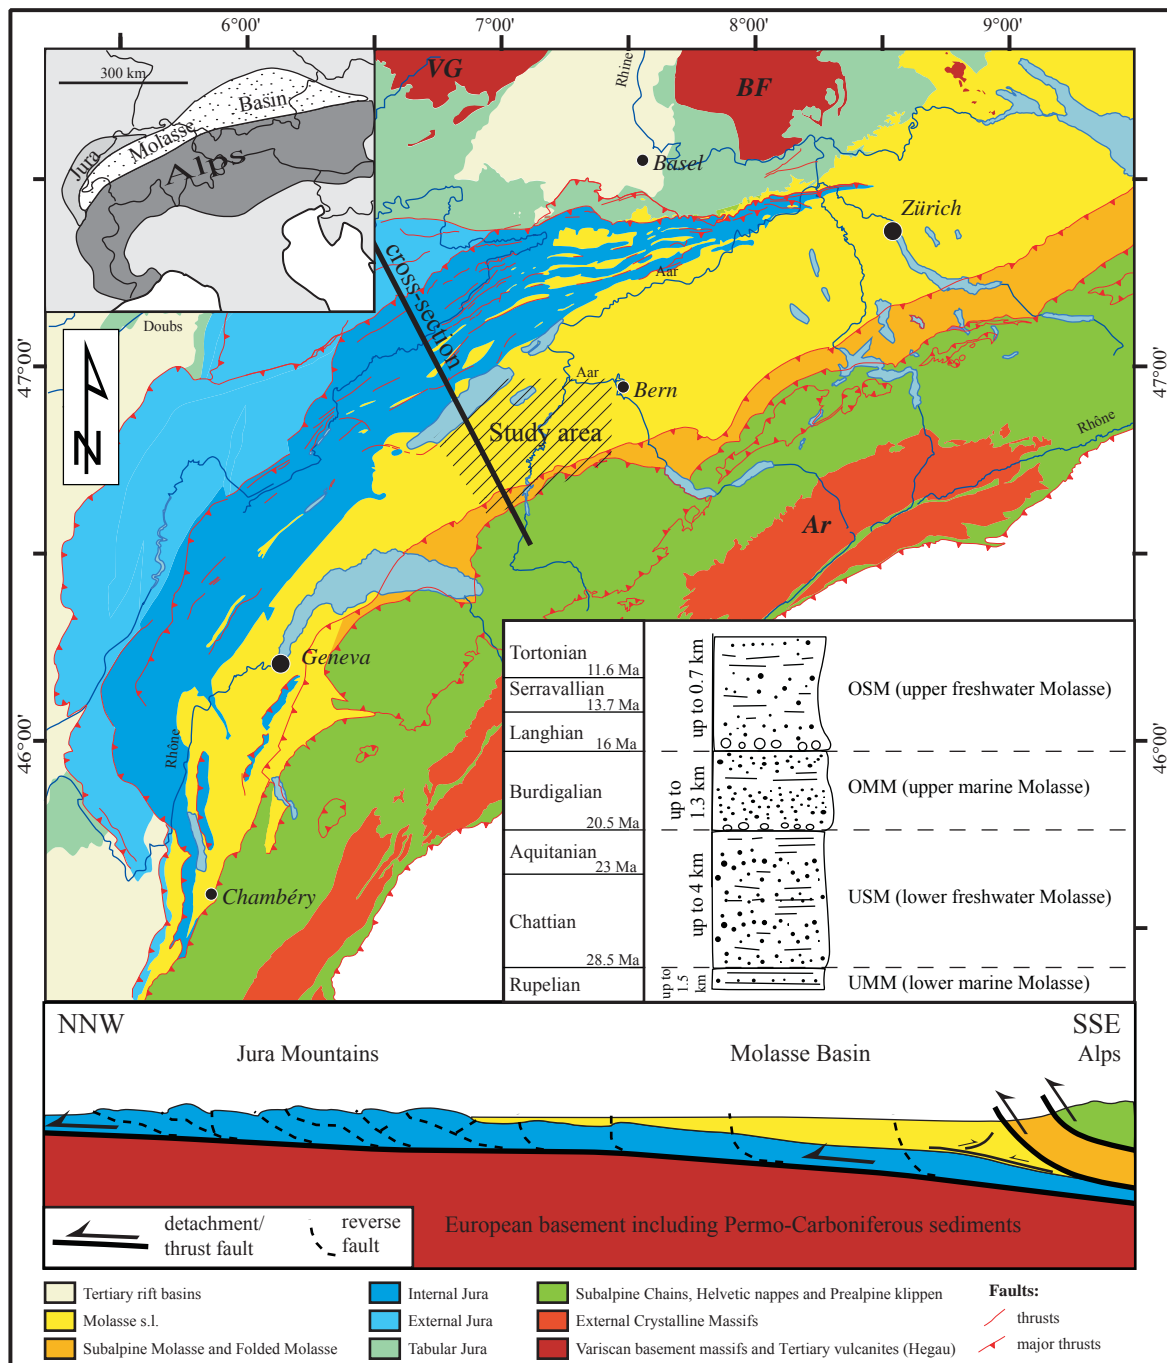 6°00'
7°00'
8°00'
9°00'
300 km
Basin
Molasse
Jura
Alps
VG
BF
Rhine
Basel
Zürich
cross-section
Aar
Doubs
47°00'
47°00'
N
Aar
Bern
Study area
Rhône
Ar
Geneva
Rhône
46°00'
46°00'
Chambéry
Tortonian
11.6 Ma
Serravallian
13.7 Ma
Langhian
16 Ma
Burdigalian
20.5 Ma
Aquitanian
23 Ma
Chattian
28.5 Ma
Rupelian
up to 0.7 km
up to
1.3 km
up to 4 km
up to
1.5
km
OSM (upper freshwater Molasse)
OMM (upper marine Molasse)
USM (lower freshwater Molasse)
UMM (lower marine Molasse)
NNW
SSE
Jura Mountains
Molasse Basin
Alps
detachment/
thrust fault
reverse
fault
European basement including Permo-Carboniferous sediments
Tertiary rift basins
Molasse s.l.
Subalpine Molasse and Folded Molasse
Internal Jura
External Jura
Tabular Jura
Subalpine Chains, Helvetic nappes and Prealpine klippen
External Crystalline Massifs
Variscan basement massifs and Tertiary vulcanites (Hegau)
Faults:
thrusts
major thrusts